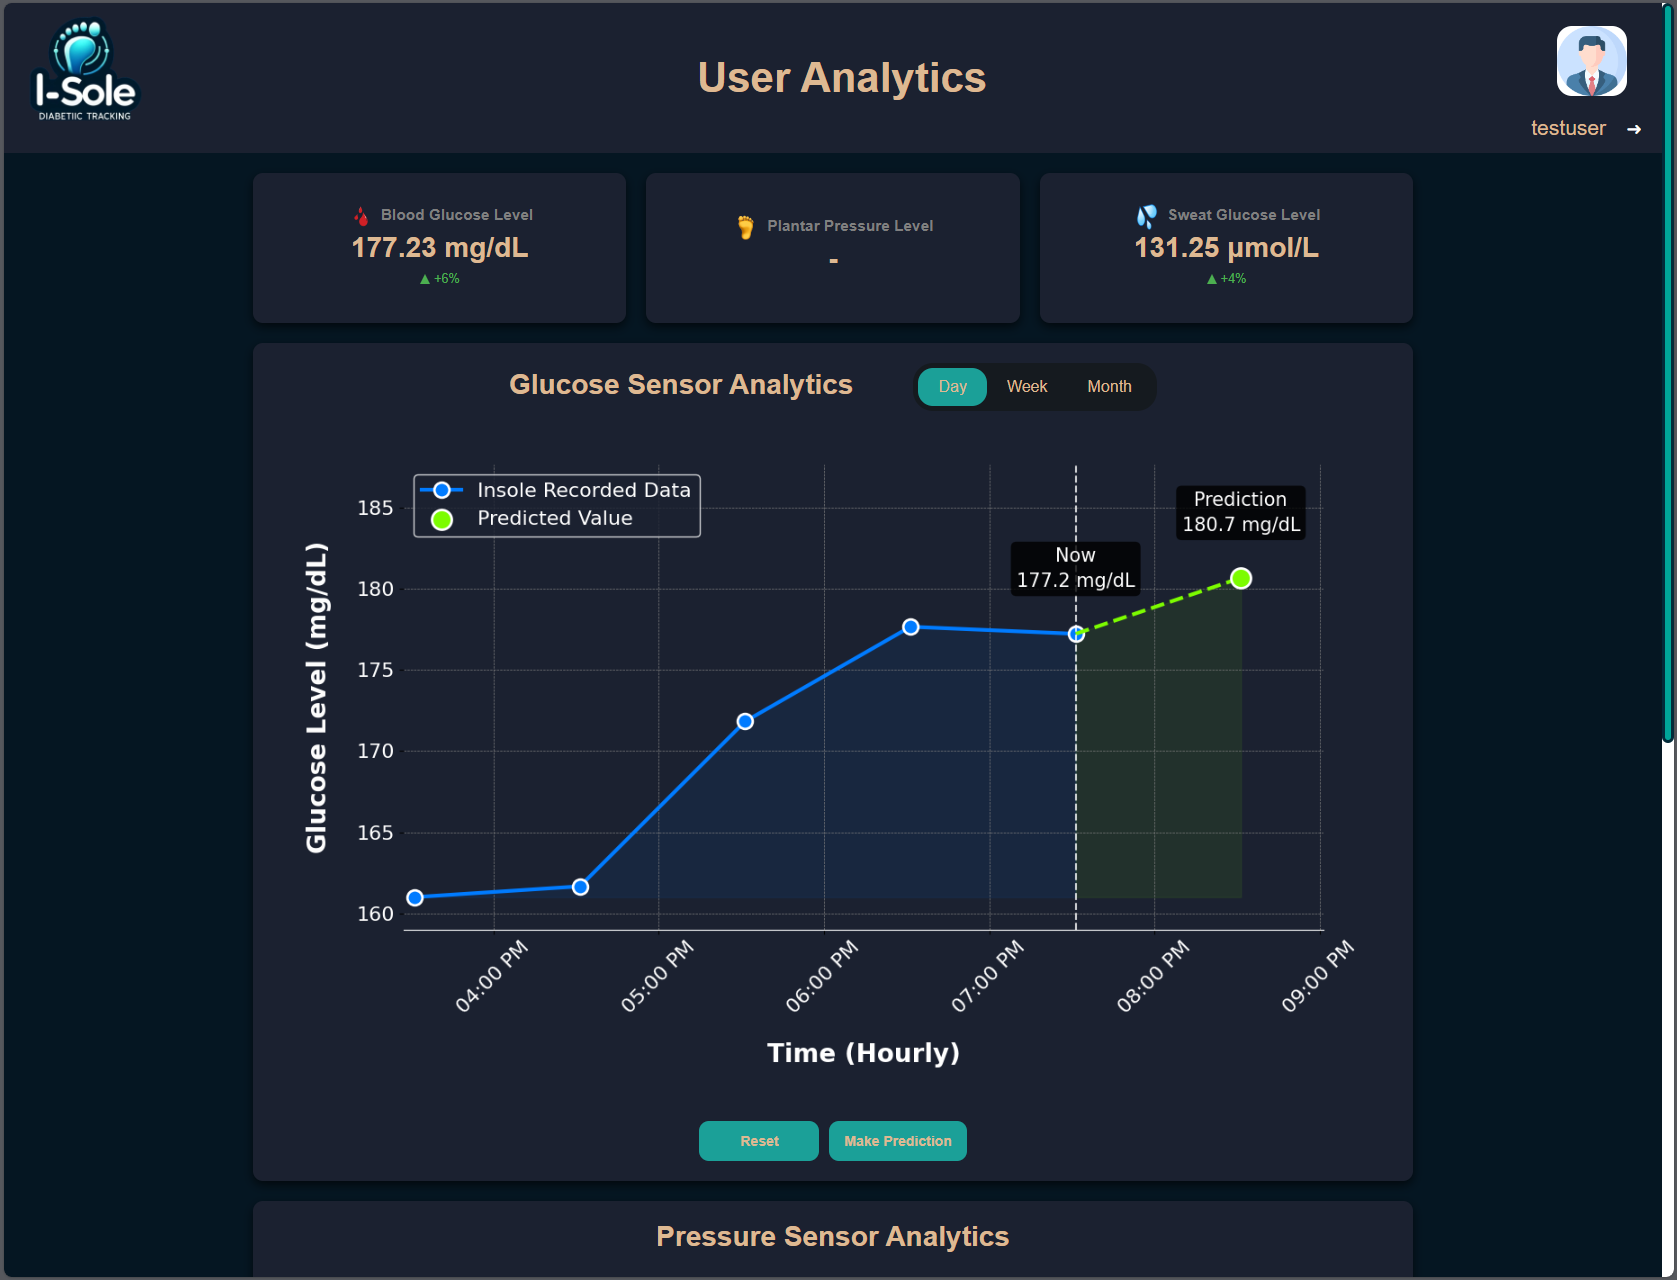 I-Sole
DIABETIIC TRACKING
User Analytics
testuser ➜
Blood Glucose Level
177.23 mg/dL
▲ +6%
Plantar Pressure Level
-
Sweat Glucose Level
131.25 µmol/L
▲ +4%
Glucose Sensor Analytics
Day Week Month
Insole Recorded Data
Predicted Value
Prediction
180.7 mg/dL
Now
177.2 mg/dL
Glucose Level (mg/dL)
185
180
175
170
165
160
04:00 PM 05:00 PM 06:00 PM 07:00 PM 08:00 PM 09:00 PM
Time (Hourly)
Reset Make Prediction
Pressure Sensor Analytics